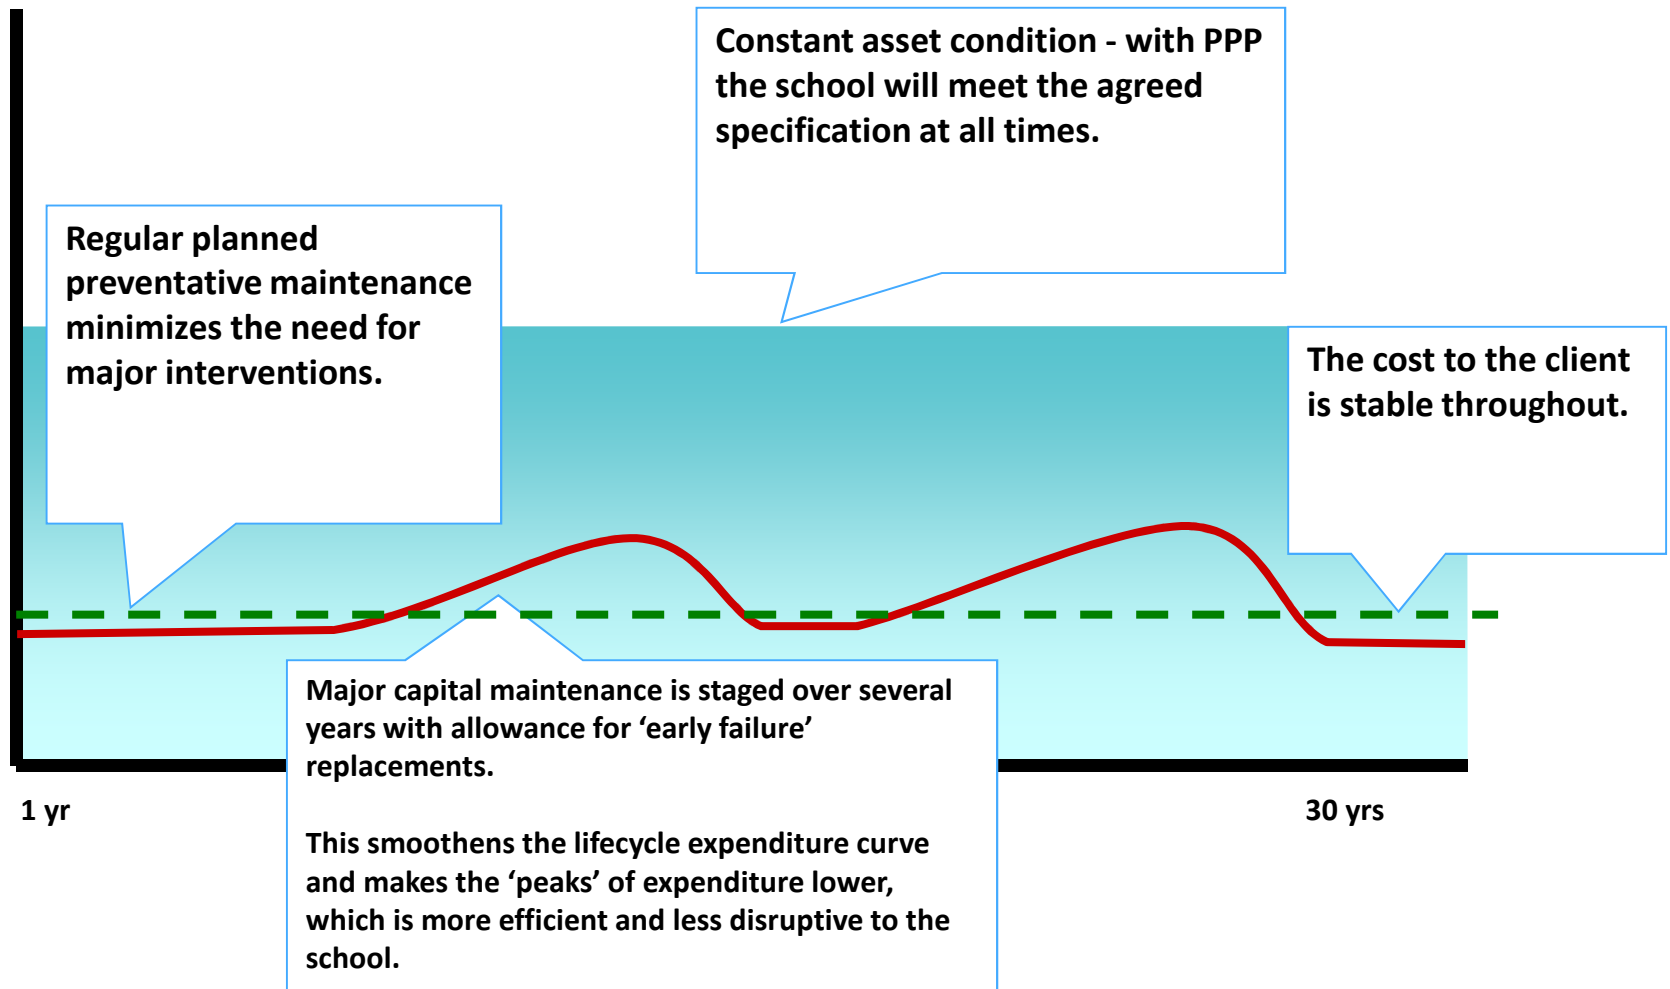 Constant asset condition - with PPP
the school will meet the agreed
specification at all times.
Regular planned
preventative maintenance
minimizes the need for
major interventions.
The cost to the client
is stable throughout.
Major capital maintenance is staged over several
years with allowance for ‘early failure’
replacements.
This smoothens the lifecycle expenditure curve
and makes the ‘peaks’ of expenditure lower,
which is more efficient and less disruptive to the
school.
1 yr
30 yrs